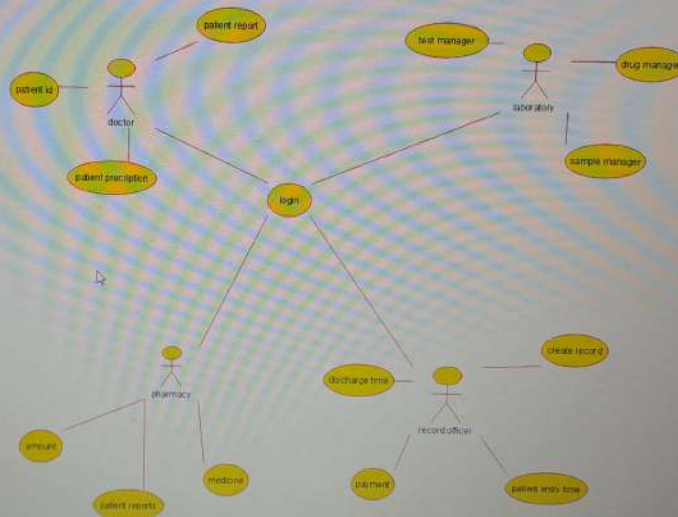 patient report
test manager
drug manager
patient id
doctor
laboratory
patient precription
sample manager
login
pharmacy
discharge time
create record
record officer
amount
medicine
payment
patient entry time
patient reports